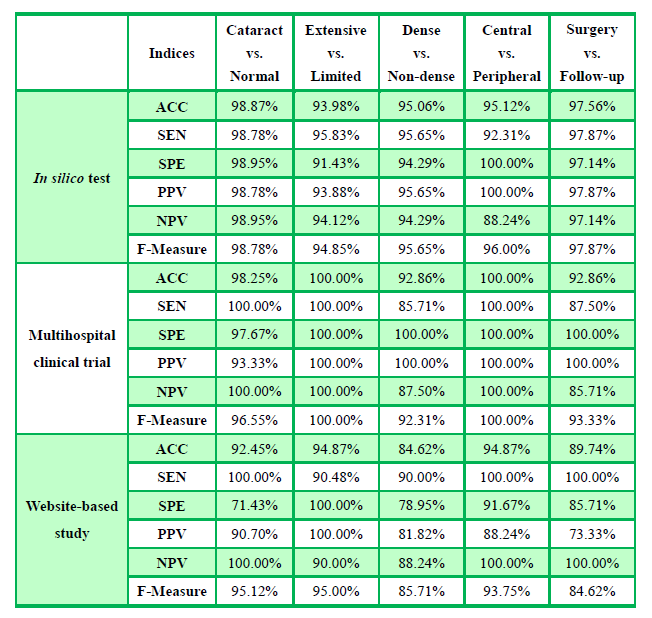 Indices Cataract vs. Normal Extensive vs. Limited Dense vs. Non-dense Central vs. Peripheral Surgery vs. Follow-up
In silico test
ACC 98.87% 93.98% 95.06% 95.12% 97.56%
SEN 98.78% 95.83% 95.65% 92.31% 97.87%
SPE 98.95% 91.43% 94.29% 100.00% 97.14%
PPV 98.78% 93.88% 95.65% 100.00% 97.87%
NPV 98.95% 94.12% 94.29% 88.24% 97.14%
F-Measure 98.78% 94.85% 95.65% 96.00% 97.87%
Multihospital
clinical trial
ACC 98.25% 100.00% 92.86% 100.00% 92.86%
SEN 100.00% 100.00% 85.71% 100.00% 87.50%
SPE 97.67% 100.00% 100.00% 100.00% 100.00%
PPV 93.33% 100.00% 100.00% 100.00% 100.00%
NPV 100.00% 100.00% 87.50% 100.00% 85.71%
F-Measure 96.55% 100.00% 92.31% 100.00% 93.33%
Website-based
study
ACC 92.45% 94.87% 84.62% 94.87% 89.74%
SEN 100.00% 90.48% 90.00% 100.00% 100.00%
SPE 71.43% 100.00% 78.95% 91.67% 85.71%
PPV 90.70% 100.00% 81.82% 88.24% 73.33%
NPV 100.00% 90.00% 88.24% 100.00% 100.00%
F-Measure 95.12% 95.00% 85.71% 93.75% 84.62%